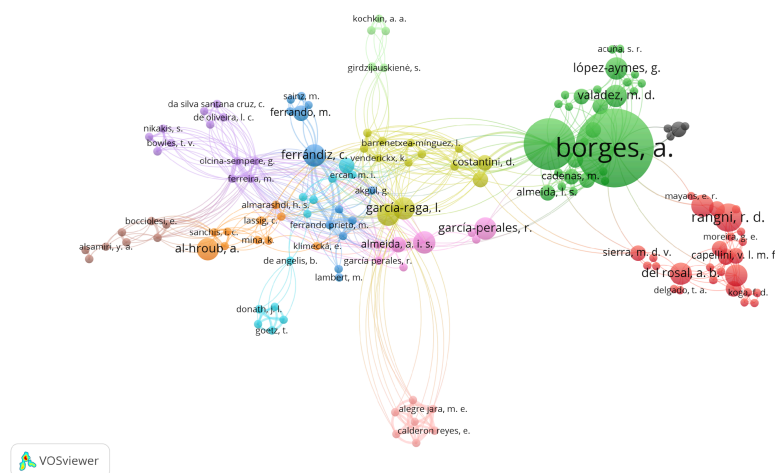 kochkin, a. a.
girdzijauskienė, s.
acuña, s. r.
lópez-aymes, g.
valadez, m. d.
sainz, m.
ferrando, m.
da silva santana cruz, c.
de oliveira, l. c.
nikakis, s.
bowles, t. v.
barrenetxea-mínguez, l.
borges, a.
olcina-sempere, g.
ferrándiz, c.
venderickx, k.
costantini, d.
ferreira, m.
ercan, m. i.
cadenas, m.
akgül, g.
almeida, l. s.
mayans, e. r.
almarashdi, h. s.
garcía-raga, l.
rangni, r. d.
bocciolesi, e.
lassig, c.
ferrando prieto, m.
garcía-perales, r.
sanchis, i. c.
moreira, g. e.
alsamin, y. a.
al-hroub, a.
mina, k.
klimecká, e.
almeida, a. i. s.
sierra, m. d. v.
capellini, v. l. m. f.
de angelis, b.
garcía perales, r.
lambert, m.
del rosal, a. b.
delgado, t. a.
koga, f. d.
donath, j. l.
goetz, t.
alegre jara, m. e.
calderon reyes, e.
VOSviewer